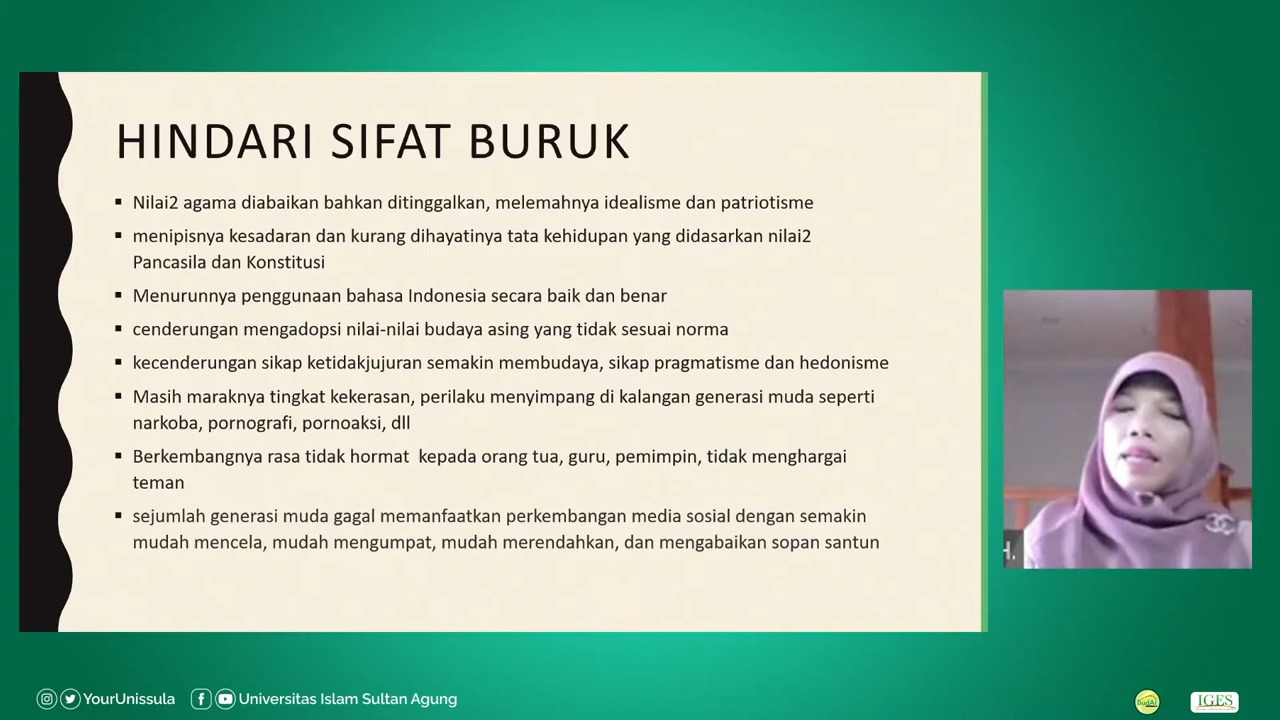 HINDARI SIFAT BURUK
▪ Nilai2 agama diabaikan bahkan ditinggalkan, melemahnya idealisme dan patriotisme
▪ menipisnya kesadaran dan kurang dihayatinya tata kehidupan yang didasarkan nilai2
Pancasila dan Konstitusi
▪ Menurunnya penggunaan bahasa Indonesia secara baik dan benar
▪ cenderungan mengadopsi nilai-nilai budaya asing yang tidak sesuai norma
▪ kecenderungan sikap ketidakjujuran semakin membudaya, sikap pragmatisme dan hedonisme
▪ Masih maraknya tingkat kekerasan, perilaku menyimpang di kalangan generasi muda seperti
narkoba, pornografi, pornoaksi, dll
▪ Berkembangnya rasa tidak hormat  kepada orang tua, guru, pemimpin, tidak menghargai
teman
▪ sejumlah generasi muda gagal memanfaatkan perkembangan media sosial dengan semakin
mudah mencela, mudah mengumpat, mudah merendahkan, dan mengabaikan sopan santun
H.
YourUnissula
Universitas Islam Sultan Agung
BudAI
IGES